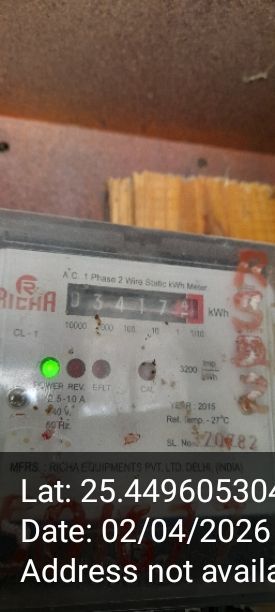 A.C. 1 Phase 2 Wire Static kWh Meter
RICHA
03417
kWh
CL - 1
10000 1000 100 10 1 1/10
3200 imp/kWh
POWER REV. E.F.LT CAL
2.5-10 A
240 V.
50 Hz.
YEAR : 2015
Ref. Temp. - 27°C
SL. No.
MFRS. : RICHA EQUIPMENTS PVT. LTD. DELHI, (INDIA)
Lat: 25.449605304
Date: 02/04/2026
Address not availa